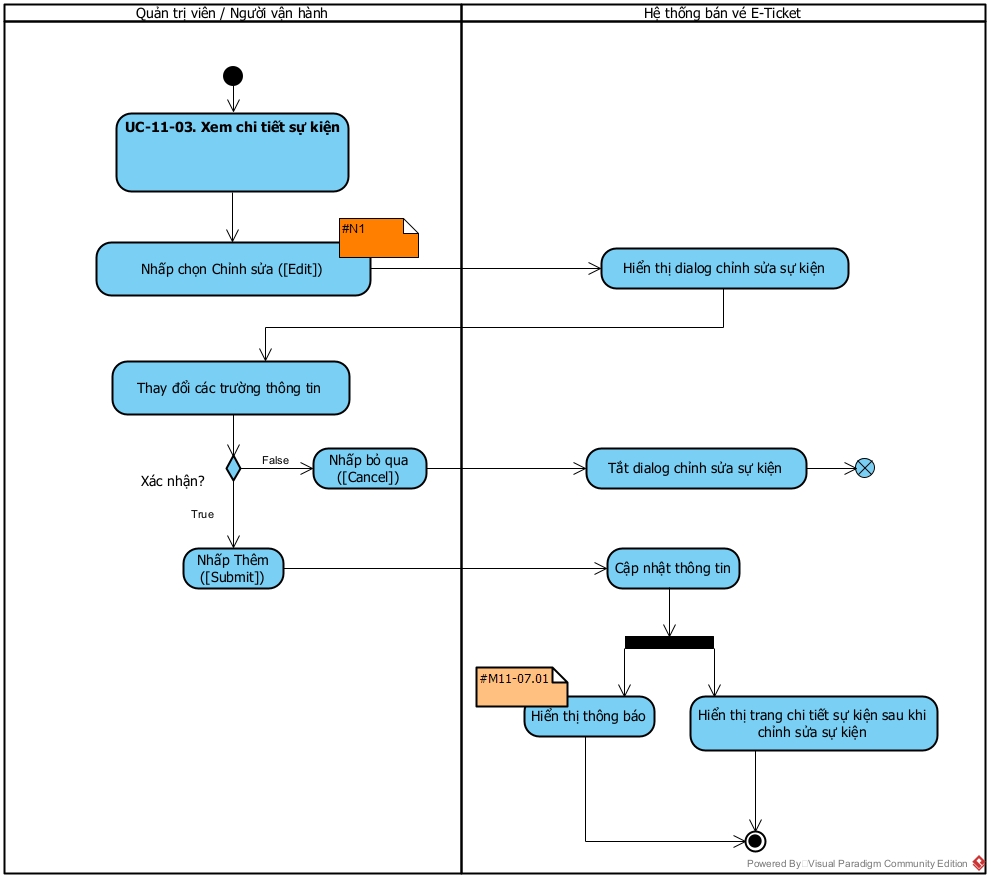 Quản trị viên / Người vận hành
Hệ thống bán vé E-Ticket
UC-11-03. Xem chi tiết sự kiện
#N1
Nhấp chọn Chỉnh sửa ([Edit])
Hiển thị dialog chỉnh sửa sự kiện
Thay đổi các trường thông tin
False
Nhấp bỏ qua
([Cancel])
Tắt dialog chỉnh sửa sự kiện
Xác nhận?
True
Nhấp Thêm
([Submit])
Cập nhật thông tin
#M11-07.01
Hiển thị thông báo
Hiển thị trang chi tiết sự kiện sau khi
chỉnh sửa sự kiện
Powered By Visual Paradigm Community Edition